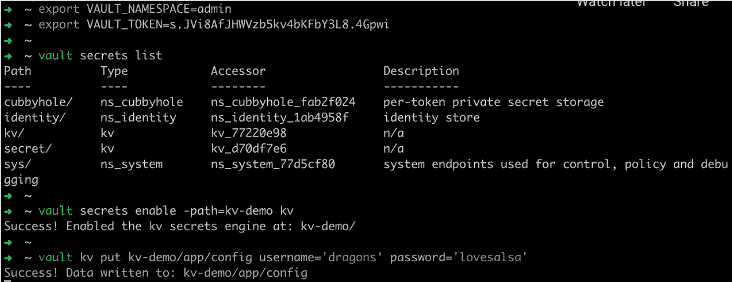 Watch later Share
➜ ~ export VAULT_NAMESPACE=admin
➜ ~ export VAULT_TOKEN=s.JVi8AfJHWVzb5kv4bKFbY3L8.4Gpwi
➜ ~
➜ ~ vault secrets list
Path Type Accessor Description
---- ---- -------- -----------
cubbyhole/ ns_cubbyhole ns_cubbyhole_fab2f024 per-token private secret storage
identity/ ns_identity ns_identity_1ab4958f identity store
kv/ kv kv_77220e98 n/a
secret/ kv kv_d70df7e6 n/a
sys/ ns_system ns_system_77d5cf80 system endpoints used for control, policy and debu
gging
➜ ~
➜ ~ vault secrets enable -path=kv-demo kv
Success! Enabled the kv secrets engine at: kv-demo/
➜ ~
➜ ~ vault kv put kv-demo/app/config username='dragons' password='lovesalsa'
Success! Data written to: kv-demo/app/config